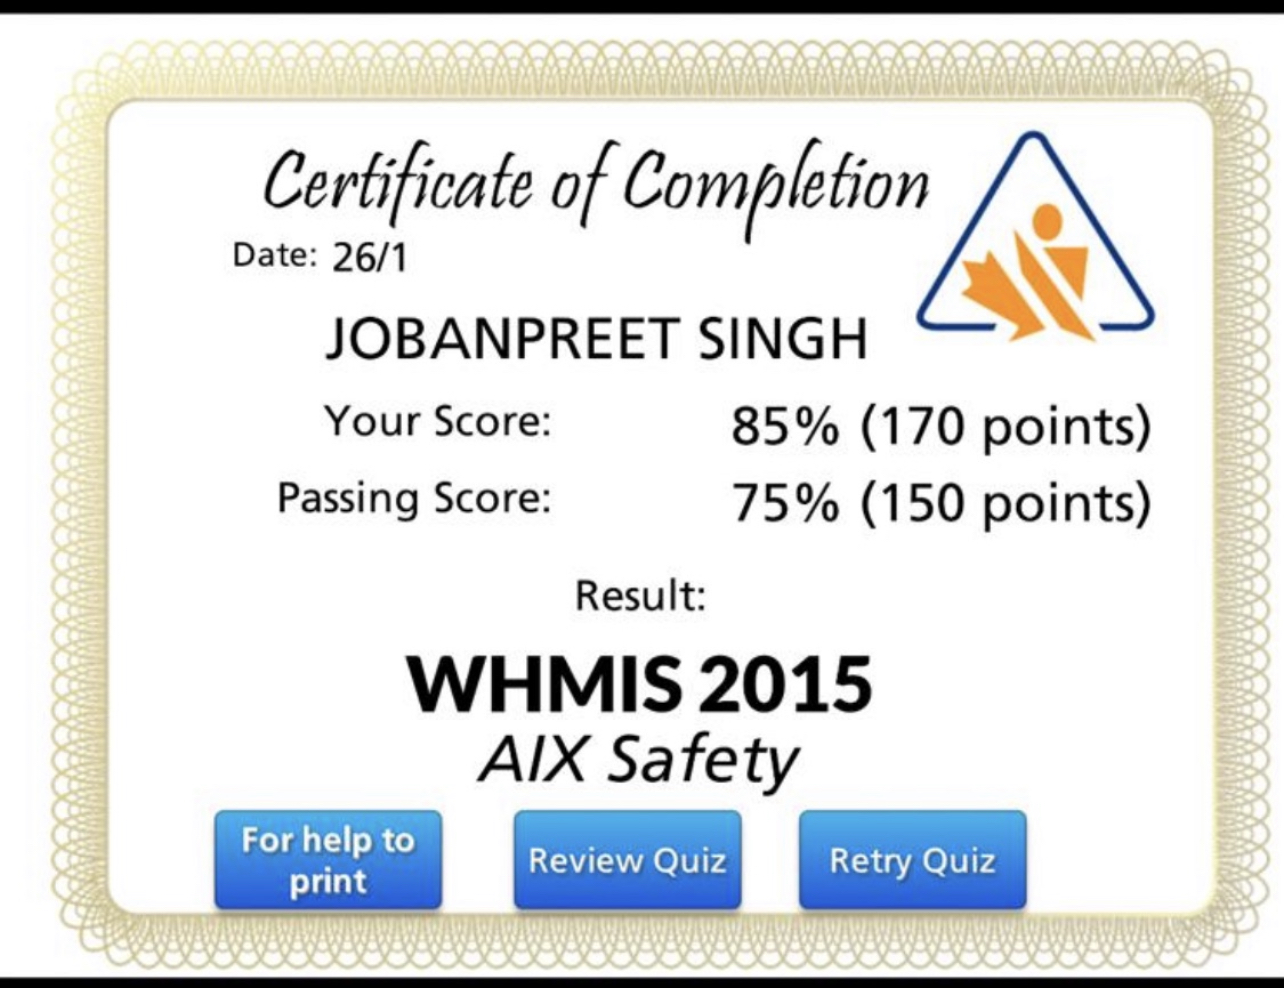 Certificate of Completion
Date: 26/1
JOBANPREET SINGH
Your Score: 85% (170 points)
Passing Score: 75% (150 points)
Result:
WHMIS 2015
AIX Safety
For help to
print
Review Quiz
Retry Quiz